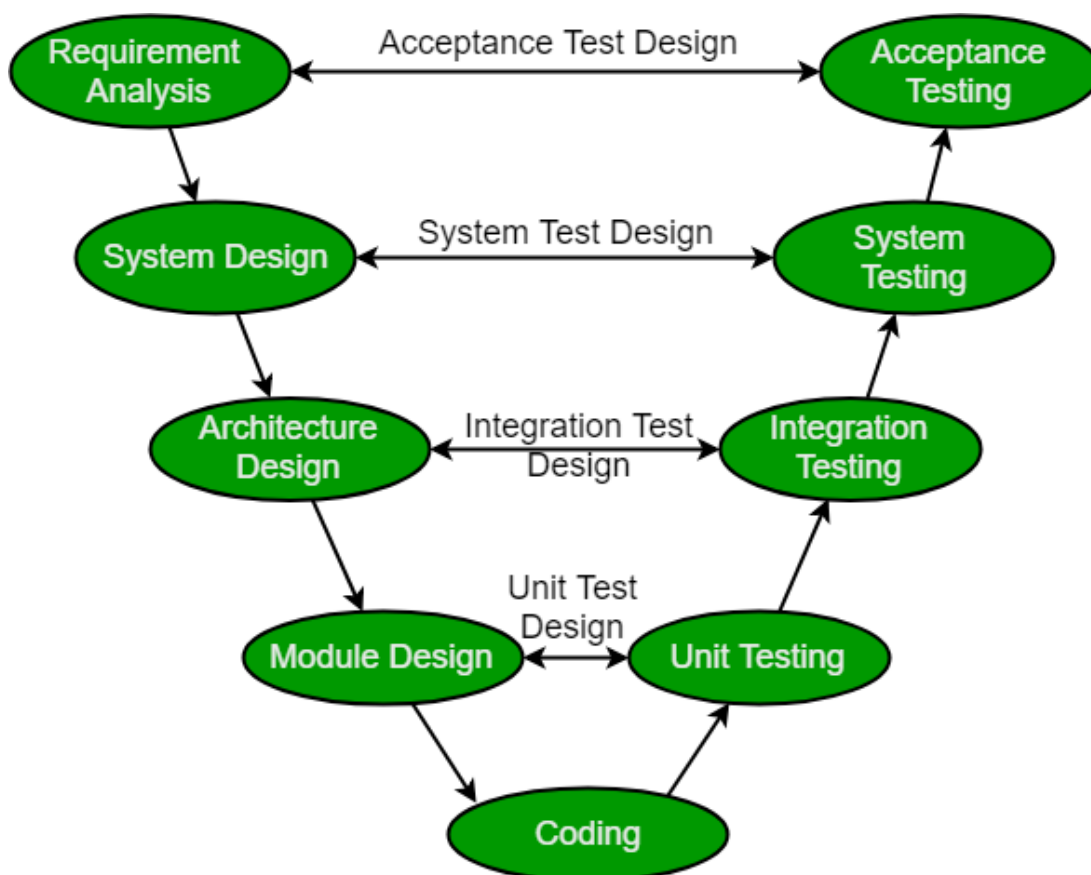 Requirement
Analysis
Acceptance Test Design
Acceptance
Testing
System Design
System Test Design
System
Testing
Architecture
Design
Integration Test
Design
Integration
Testing
Module Design
Unit Test
Design
Unit Testing
Coding